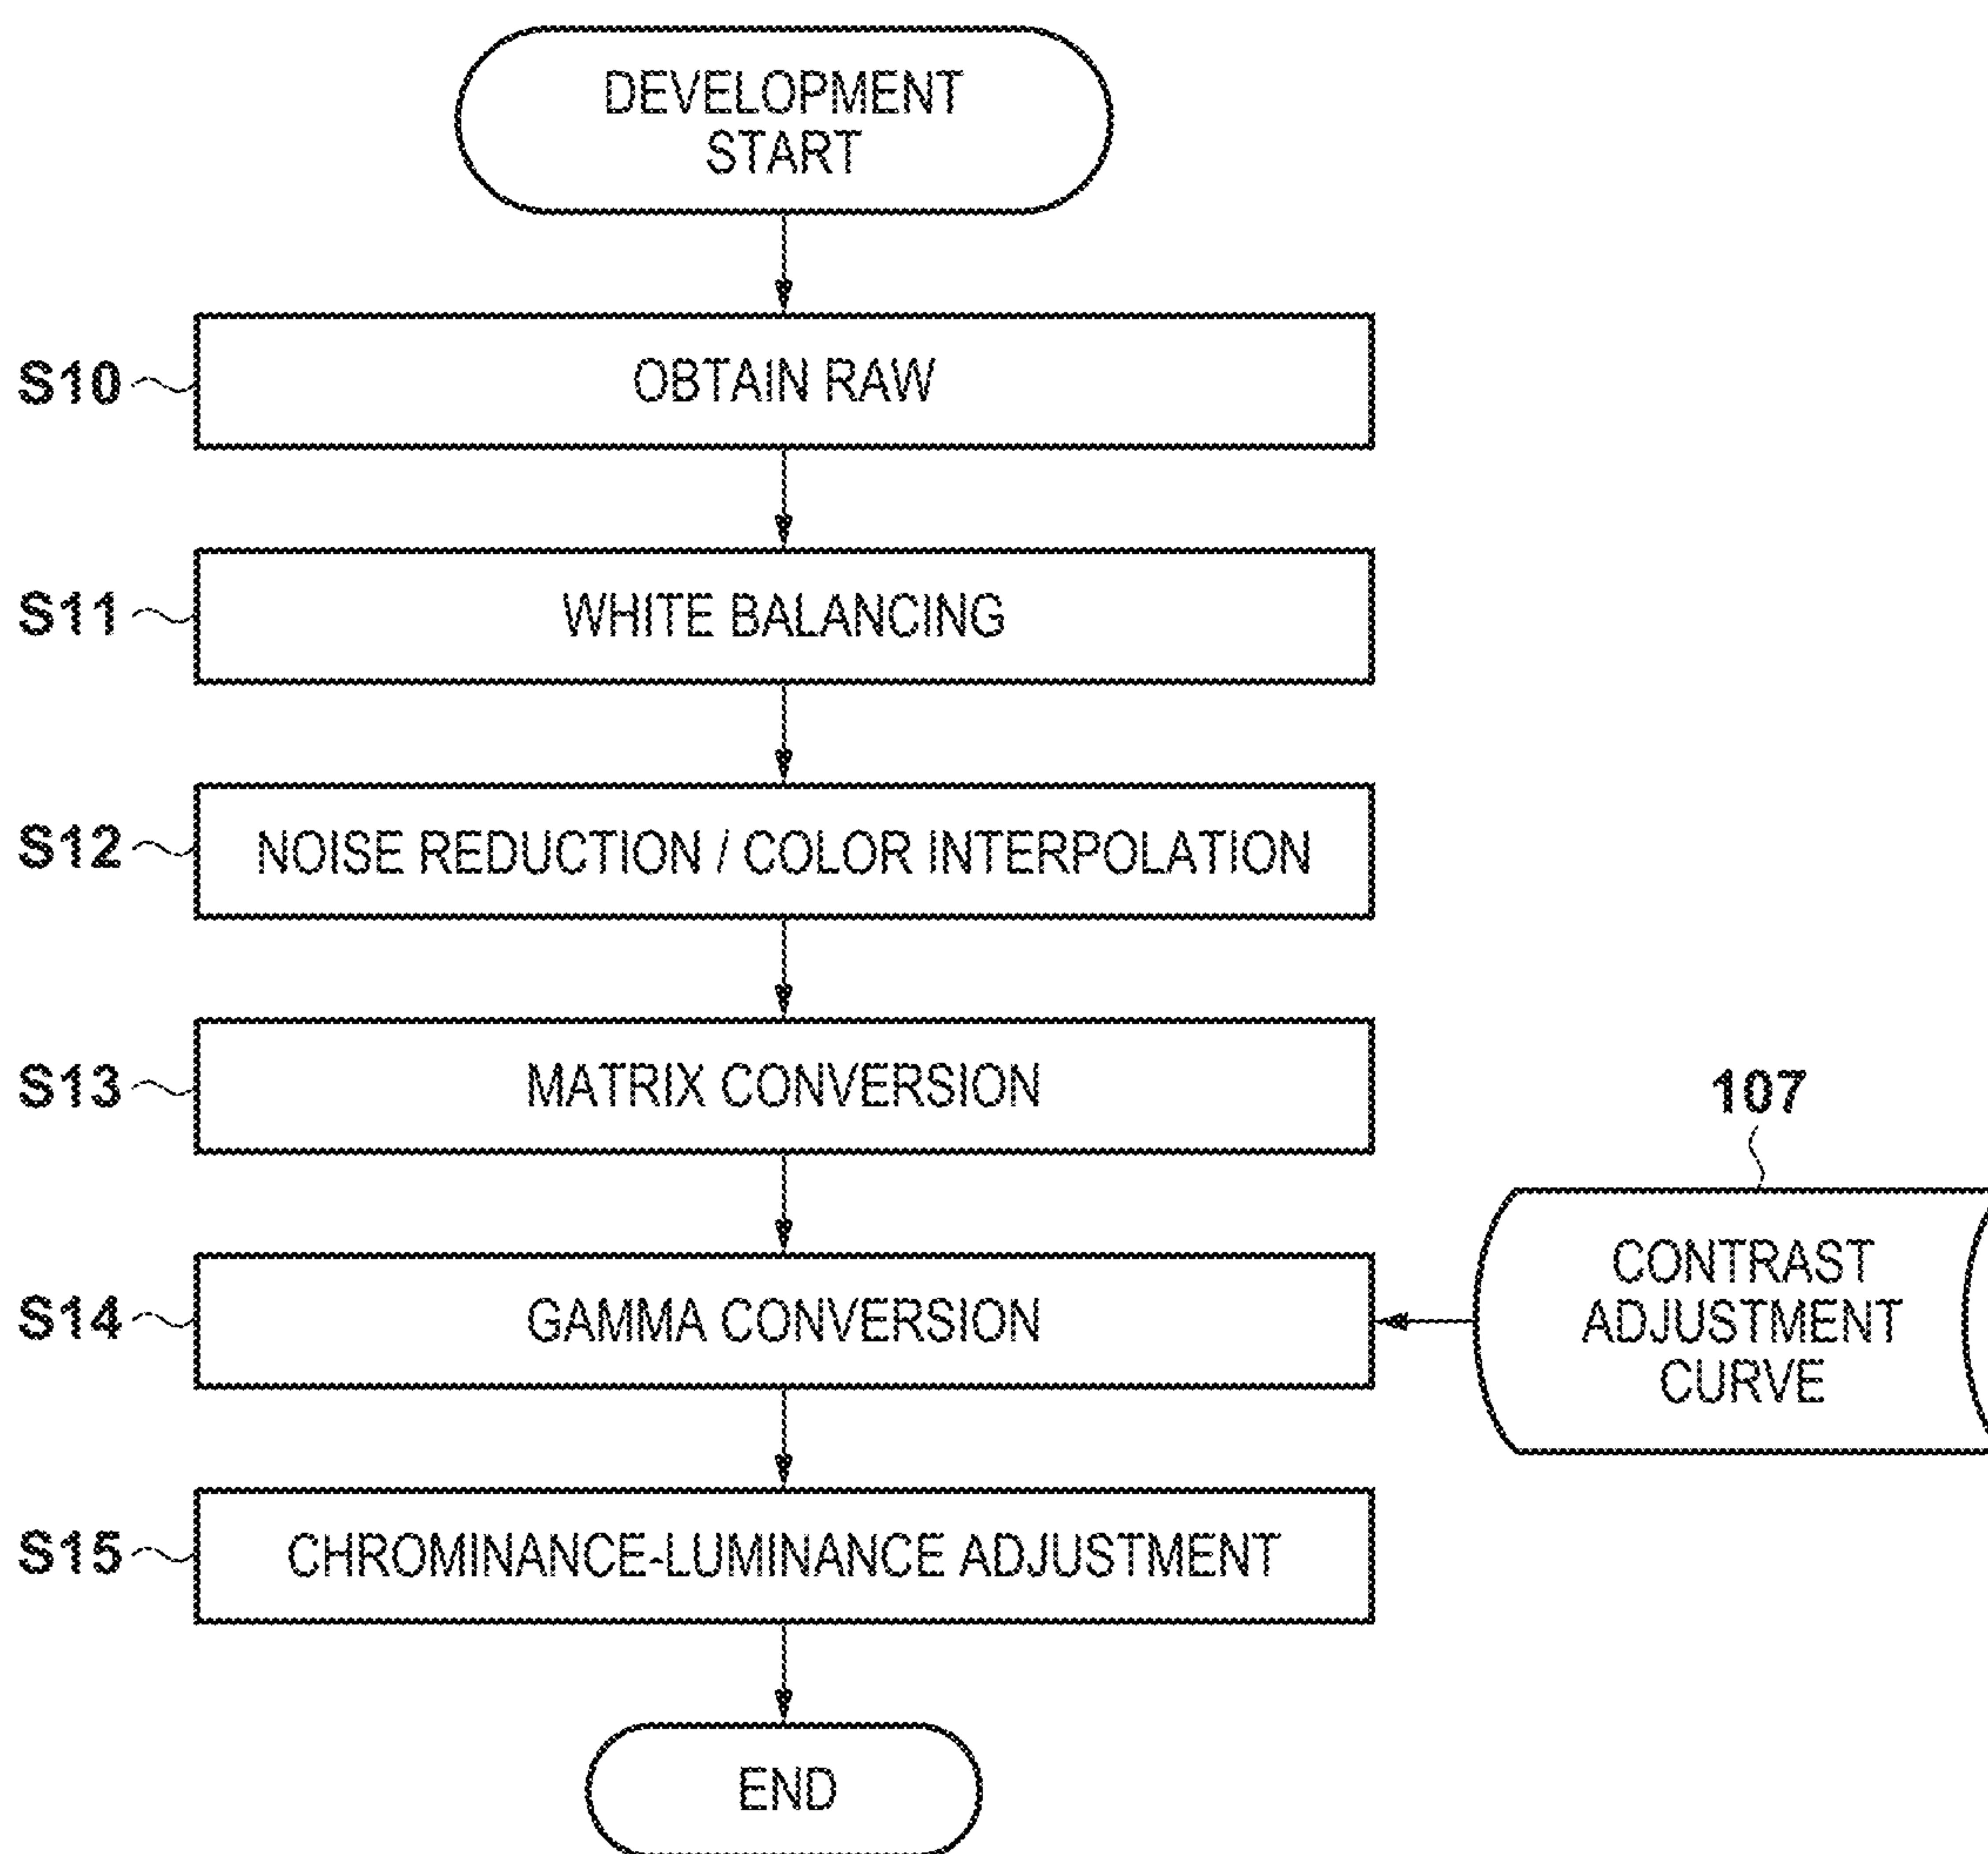 DEVELOPMENT
START
S10
OBTAIN RAW
S11
WHITE BALANCING
S12
NOISE REDUCTION / COLOR INTERPOLATION
S13
MATRIX CONVERSION
107
S14
GAMMA CONVERSION
CONTRAST
ADJUSTMENT
CURVE
S15
CHROMINANCE-LUMINANCE ADJUSTMENT
END